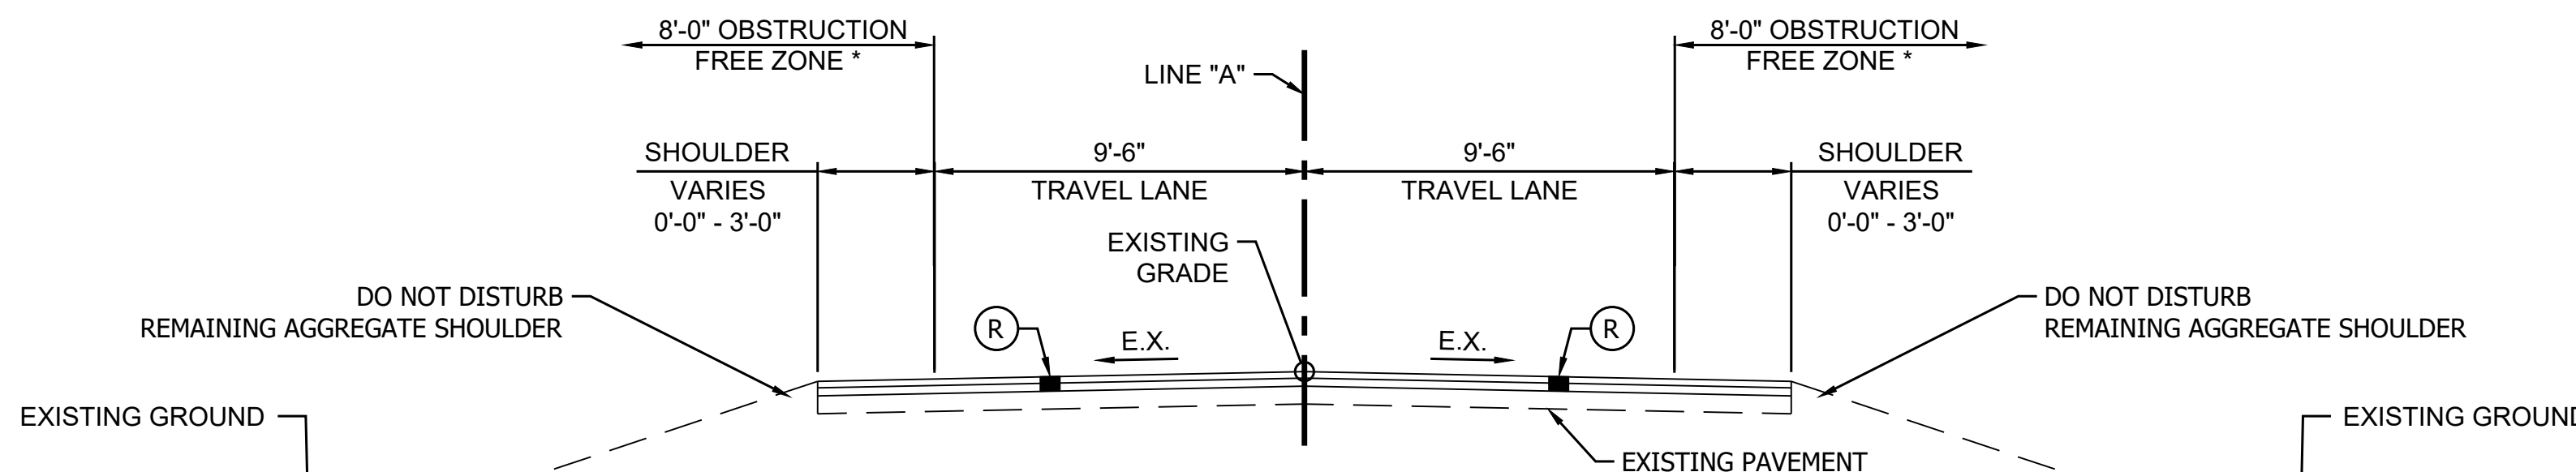 8'-0" OBSTRUCTION
FREE ZONE *
8'-0" OBSTRUCTION
FREE ZONE *
LINE "A"
SHOULDER
VARIES
0'-0" - 3'-0"
9'-6"
TRAVEL LANE
9'-6"
TRAVEL LANE
SHOULDER
VARIES
0'-0" - 3'-0"
EXISTING
GRADE
DO NOT DISTURB
REMAINING AGGREGATE SHOULDER
R
E.X.
E.X.
R
DO NOT DISTURB
REMAINING AGGREGATE SHOULDER
EXISTING GROUND
EXISTING GROUND
EXISTING PAVEMENT